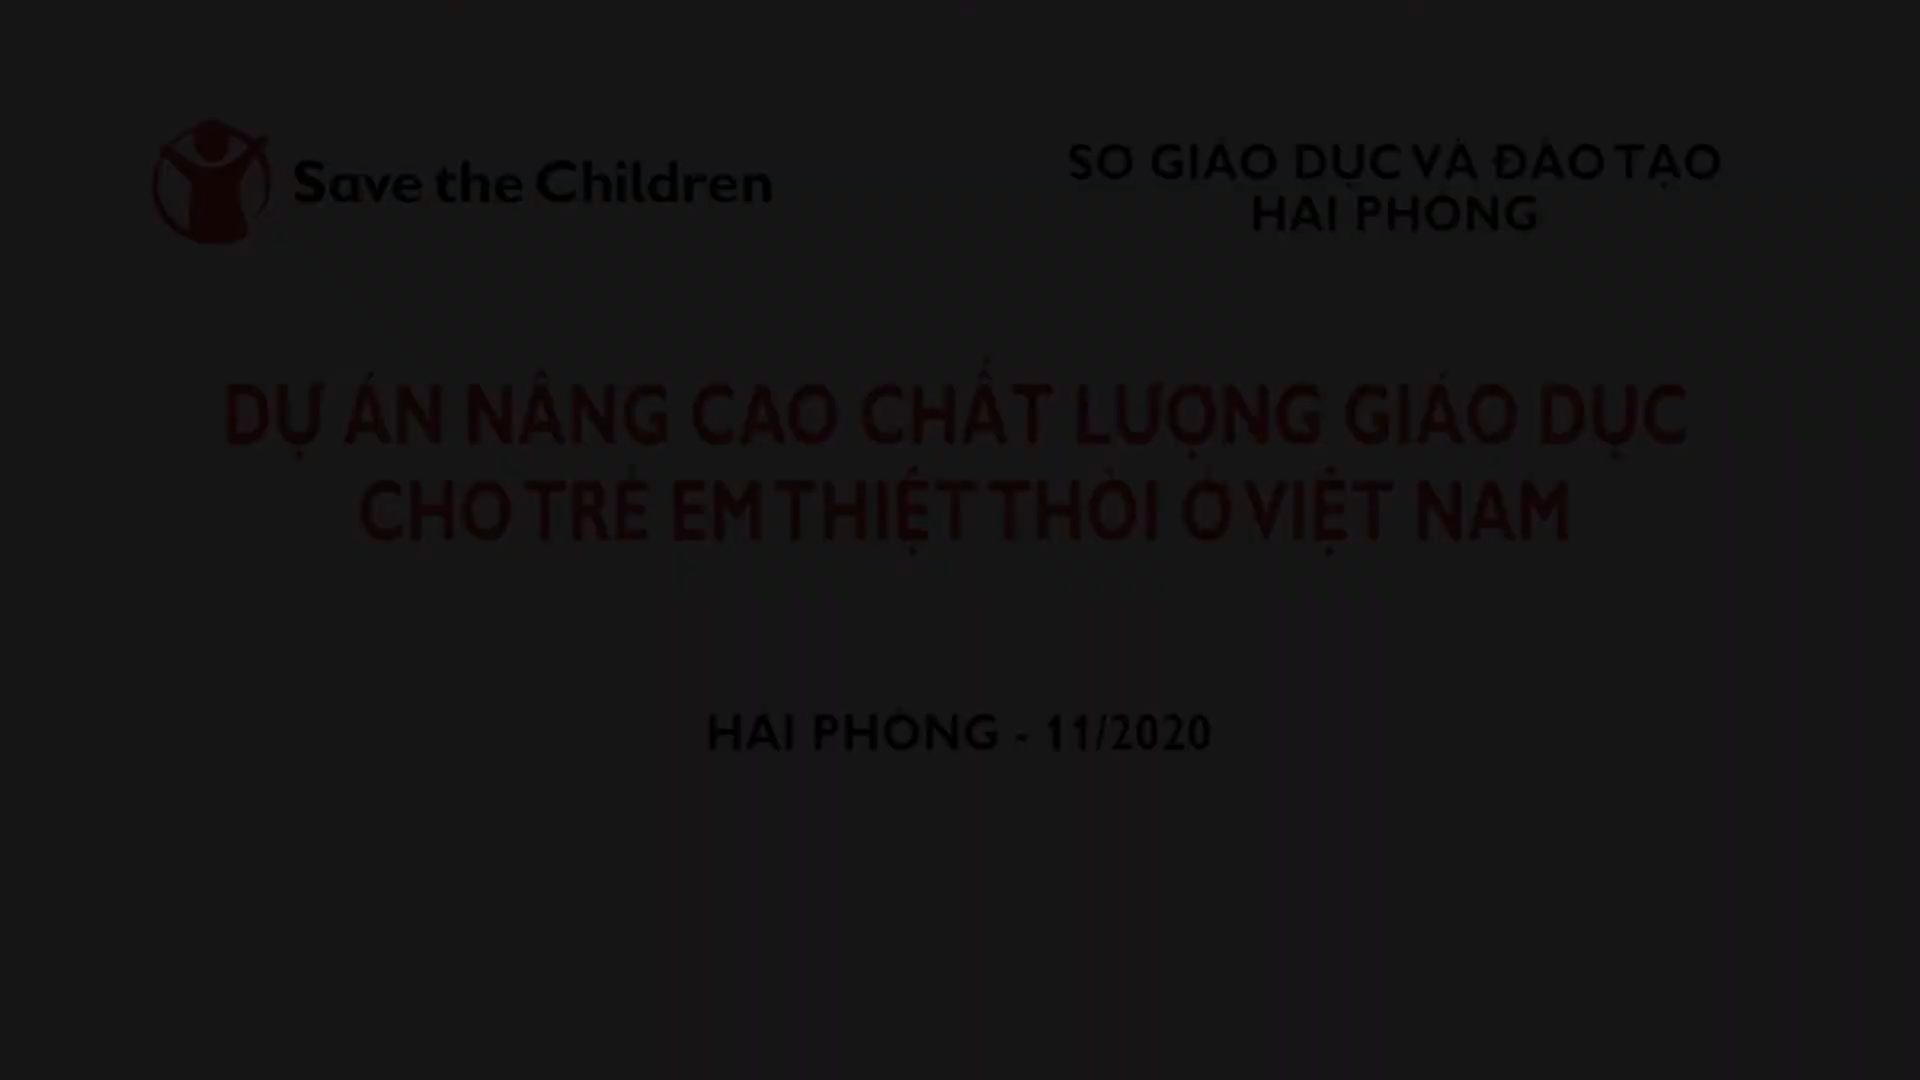 Save the Children
SỞ GIÁO DỤC VÀ ĐÀO TẠO
HẢI PHÒNG
DỰ ÁN NÂNG CAO CHẤT LƯỢNG GIÁO DỤC
CHO TRẺ EM THIỆT THÒI Ở VIỆT NAM
HẢI PHÒNG - 11/2020